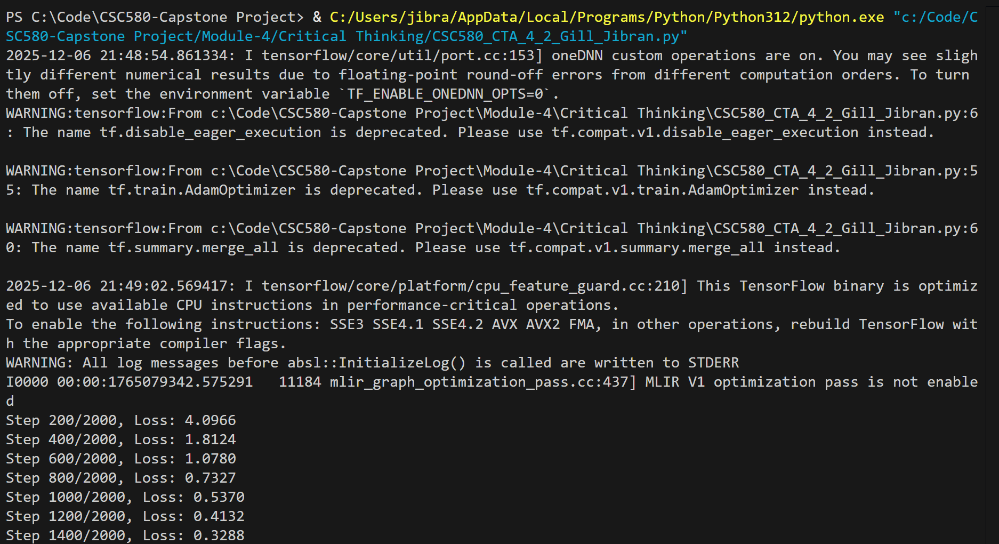 PS C:\Code\CSC580-Capstone Project> & C:/Users/jibra/AppData/Local/Programs/Python/Python312/python.exe "c:/Code/C
SC580-Capstone Project/Module-4/Critical Thinking/CSC580_CTA_4_2_Gill_Jibran.py"
2025-12-06 21:48:54.861334: I tensorflow/core/util/port.cc:153] oneDNN custom operations are on. You may see sligh
tly different numerical results due to floating-point round-off errors from different computation orders. To turn
them off, set the environment variable `TF_ENABLE_ONEDNN_OPTS=0`.
WARNING:tensorflow:From c:\Code\CSC580-Capstone Project\Module-4\Critical Thinking\CSC580_CTA_4_2_Gill_Jibran.py:6
: The name tf.disable_eager_execution is deprecated. Please use tf.compat.v1.disable_eager_execution instead.

WARNING:tensorflow:From c:\Code\CSC580-Capstone Project\Module-4\Critical Thinking\CSC580_CTA_4_2_Gill_Jibran.py:5
5: The name tf.train.AdamOptimizer is deprecated. Please use tf.compat.v1.train.AdamOptimizer instead.

WARNING:tensorflow:From c:\Code\CSC580-Capstone Project\Module-4\Critical Thinking\CSC580_CTA_4_2_Gill_Jibran.py:6
0: The name tf.summary.merge_all is deprecated. Please use tf.compat.v1.summary.merge_all instead.

2025-12-06 21:49:02.569417: I tensorflow/core/platform/cpu_feature_guard.cc:210] This TensorFlow binary is optimiz
ed to use available CPU instructions in performance-critical operations.
To enable the following instructions: SSE3 SSE4.1 SSE4.2 AVX AVX2 FMA, in other operations, rebuild TensorFlow wit
h the appropriate compiler flags.
WARNING: All log messages before absl::InitializeLog() is called are written to STDERR
I0000 00:00:1765079342.575291   11184 mlir_graph_optimization_pass.cc:437] MLIR V1 optimization pass is not enable
d
Step 200/2000, Loss: 4.0966
Step 400/2000, Loss: 1.8124
Step 600/2000, Loss: 1.0780
Step 800/2000, Loss: 0.7327
Step 1000/2000, Loss: 0.5370
Step 1200/2000, Loss: 0.4132
Step 1400/2000, Loss: 0.3288